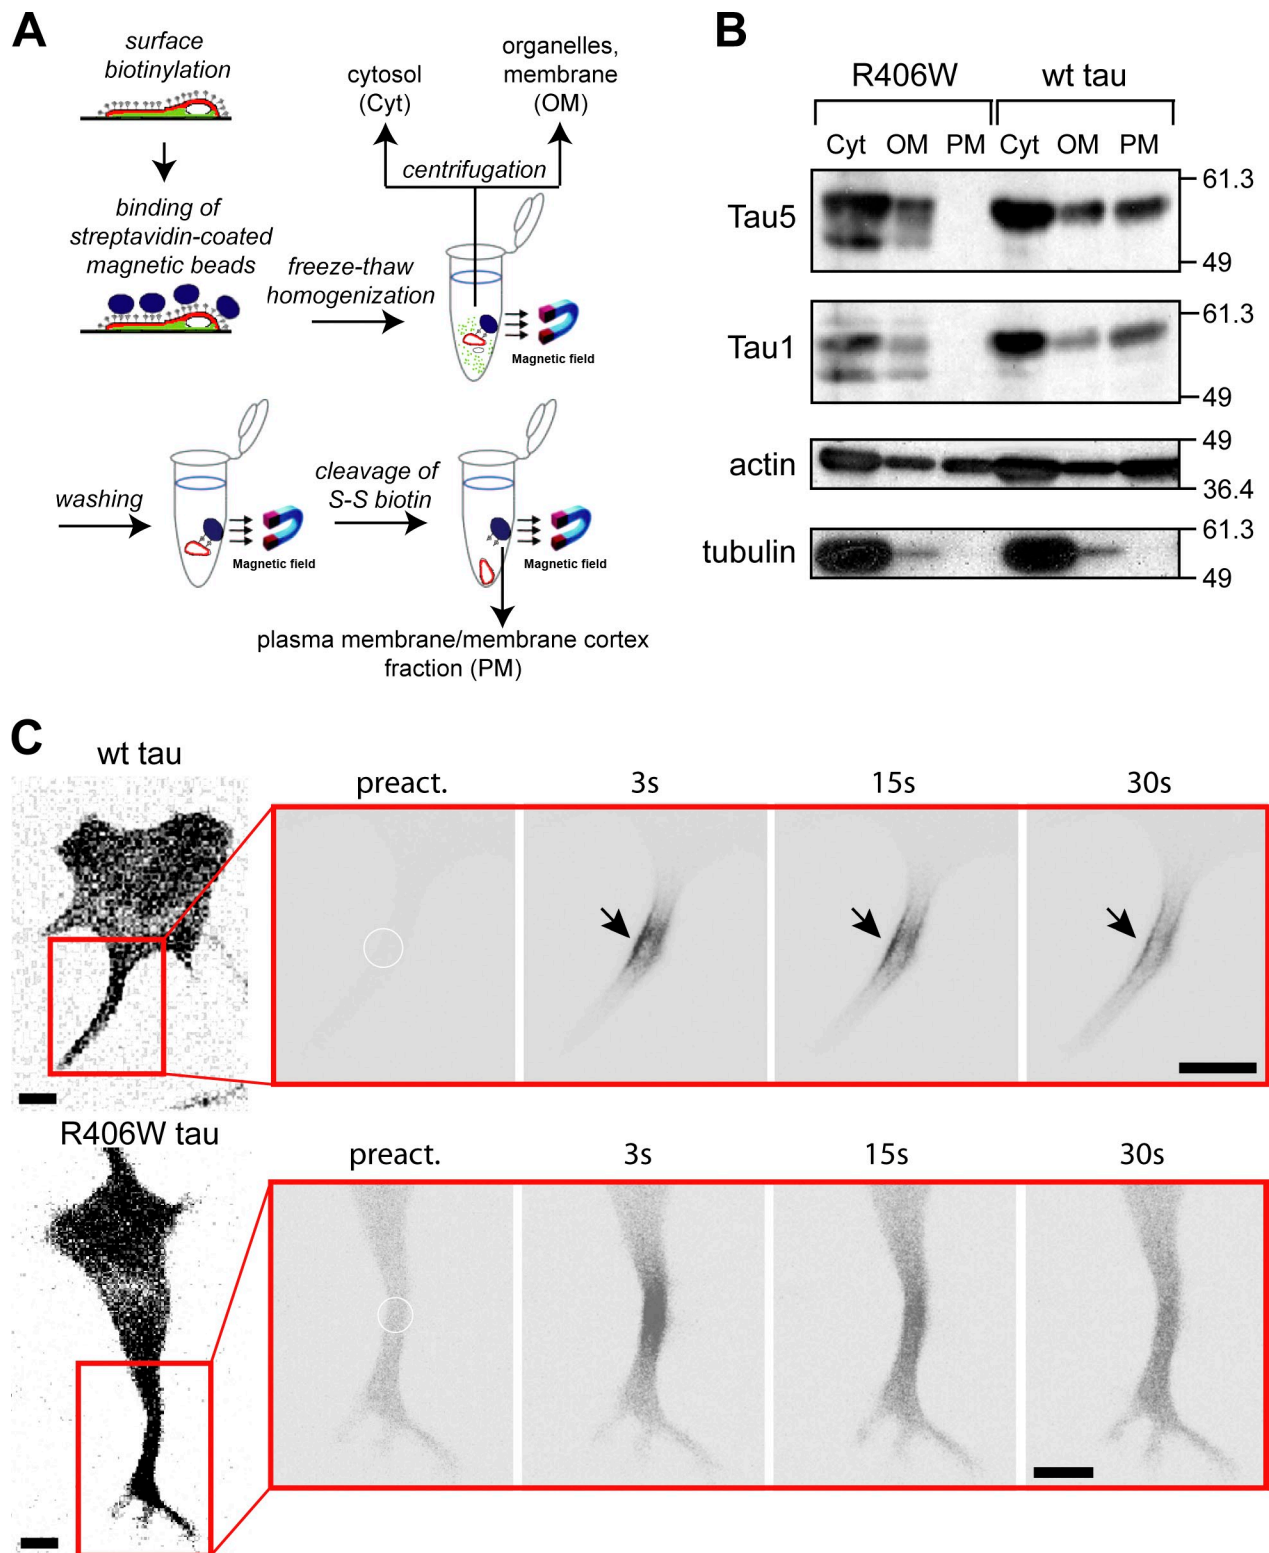 A
surface
biotinylation
cytosol
(Cyt)
organelles,
membrane
(OM)
centrifugation
binding of
streptavidin-coated
magnetic beads
freeze-thaw
homogenization
Magnetic field
washing
Magnetic field
cleavage of
S-S biotin
Magnetic field
plasma membrane/membrane cortex
fraction (PM)
B
R406W wt tau
Cyt OM PM Cyt OM PM
Tau5
61.3
49
Tau1
61.3
49
actin
49
36.4
tubulin
61.3
49
C
wt tau
preact. 3s 15s 30s
R406W tau
preact. 3s 15s 30s